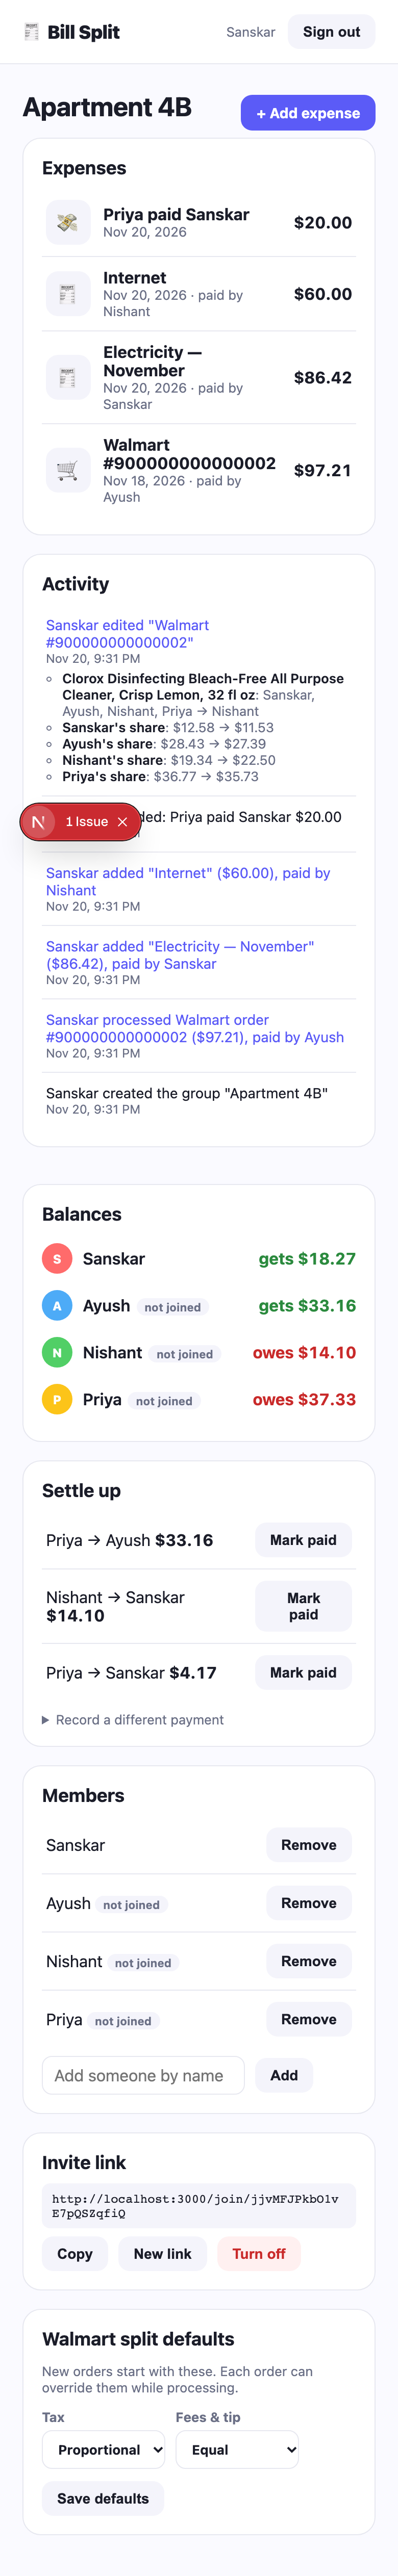 Bill Split
Sanskar
Sign out
Apartment 4B
+ Add expense
Expenses
Priya paid Sanskar
Nov 20, 2026
$20.00
Internet
Nov 20, 2026 · paid by
Nishant
$60.00
Electricity —
November
Nov 20, 2026 · paid by
Sanskar
$86.42
Walmart
#900000000000002
Nov 18, 2026 · paid by
Ayush
$97.21
Activity
Sanskar edited "Walmart
#900000000000002"
Nov 20, 9:31 PM
Clorox Disinfecting Bleach-Free All Purpose
Cleaner, Crisp Lemon, 32 fl oz: Sanskar,
Ayush, Nishant, Priya → Nishant
Sanskar's share: $12.58 → $11.53
Ayush's share: $28.43 → $27.39
Nishant's share: $19.34 → $22.50
Priya's share: $36.77 → $35.73
ded: Priya paid Sanskar $20.00
N 1 Issue ×
Sanskar added "Internet" ($60.00), paid by
Nishant
Nov 20, 9:31 PM
Sanskar added "Electricity — November"
($86.42), paid by Sanskar
Nov 20, 9:31 PM
Sanskar processed Walmart order
#900000000000002 ($97.21), paid by Ayush
Nov 20, 9:31 PM
Sanskar created the group "Apartment 4B"
Nov 20, 9:31 PM
Balances
S Sanskar
gets $18.27
A Ayush not joined
gets $33.16
N Nishant not joined
owes $14.10
P Priya not joined
owes $37.33
Settle up
Priya → Ayush $33.16
Mark paid
Nishant → Sanskar
$14.10
Mark
paid
Priya → Sanskar $4.17
Mark paid
Record a different payment
Members
Sanskar
Remove
Ayush not joined
Remove
Nishant not joined
Remove
Priya not joined
Remove
Add someone by name
Add
Invite link
http://localhost:3000/join/jjvMFJPkbO1v
E7pQSZqfiQ
Copy
New link
Turn off
Walmart split defaults
New orders start with these. Each order can
override them while processing.
Tax
Fees & tip
Proportional
Equal
Save defaults